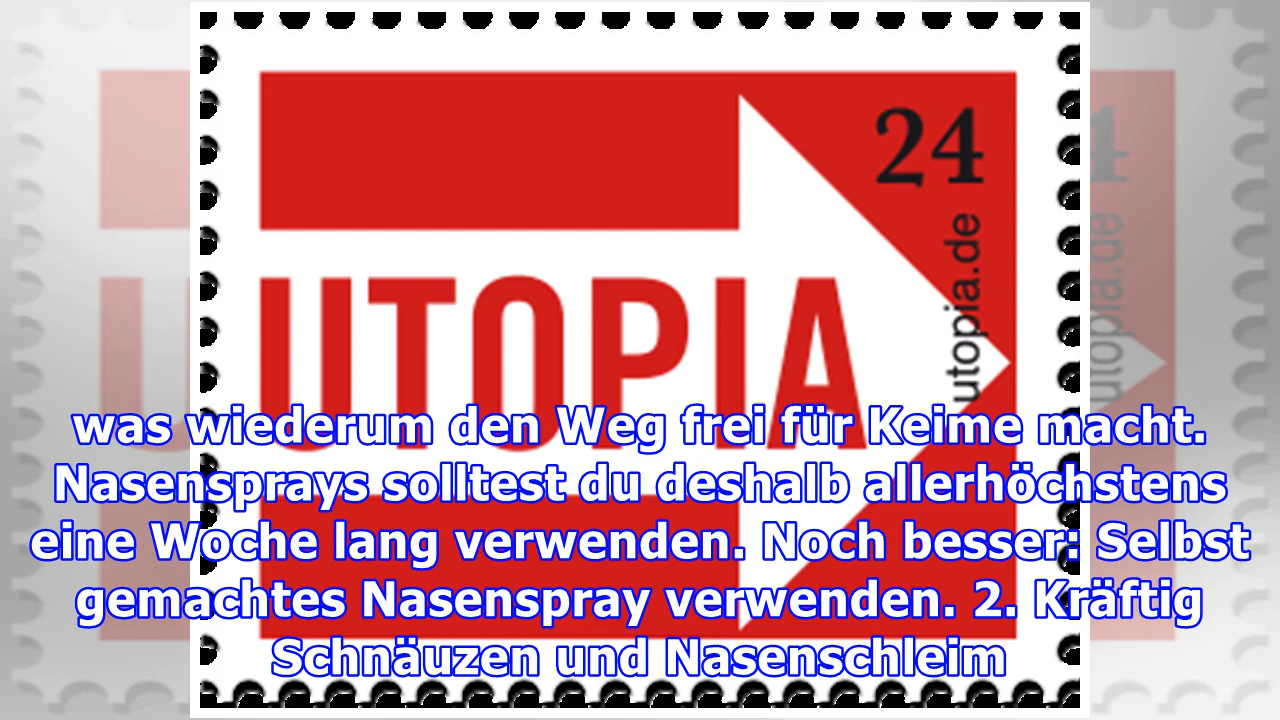 24
utopia.de
UTOPIA
was wiederum den Weg frei für Keime macht.
Nasensprays solltest du deshalb allerhöchstens
eine Woche lang verwenden. Noch besser: Selbst
gemachtes Nasenspray verwenden. 2. Kräftig
Schnäuzen und Nasenschleim